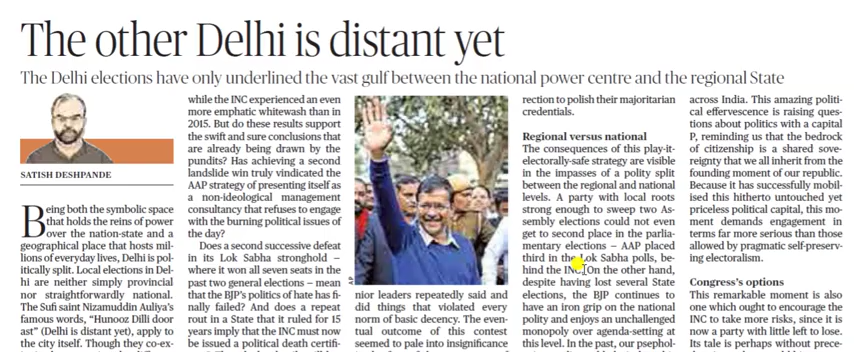 The other Delhi is distant yet
The Delhi elections have only underlined the vast gulf between the national power centre and the regional State
SATISH DESHPANDE
Being both the symbolic space
that holds the reins of power
over the nation-state and a
geographical place that hosts mil-
lions of everyday lives, Delhi is po-
litically split. Local elections in Del-
hi are neither simply provincial
nor straightforwardly national.
The Sufi saint Nizamuddin Auliya's
famous words, “Hunooz Dilli door
ast” (Delhi is distant yet), apply to
the city itself. Though they co-ex-
while the INC experienced an even
more emphatic whitewash than in
2015. But do these results support
the swift and sure conclusions that
are already being drawn by the
pundits? Has achieving a second
landslide win truly vindicated the
AAP strategy of presenting itself as
a non-ideological management
consultancy that refuses to engage
with the burning political issues of
the day?
Does a second successive defeat
in its Lok Sabha stronghold –
where it won all seven seats in the
past two general elections – mean
that the BJP's politics of hate has fi-
nally failed? And does a repeat
rout in a State that it ruled for 15
years imply that the INC must now
be issued a political death certifi-
AP
nior leaders repeatedly said and
did things that violated every
norm of basic decency. The even-
tual outcome of this contest
seemed to pale into insignificance
rection to polish their majoritarian
credentials.
Regional versus national
The consequences of this play-it-
electorally-safe strategy are visible
in the impasses of a polity split
between the regional and national
levels. A party with local roots
strong enough to sweep two As-
sembly elections could not even
get to second place in the parlia-
mentary elections – AAP placed
third in the Lok Sabha polls, be-
hind the INC. On the other hand,
despite having lost several State
elections, the BJP continues to
have an iron grip on the national
polity and enjoys an unchallenged
monopoly over agenda-setting at
this level. In the past, our pseph-
across India. This amazing politi-
cal effervescence is raising ques-
tions about politics with a capital
P, reminding us that the bedrock
of citizenship is a shared sove-
reignty that we all inherit from the
founding moment of our republic.
Because it has successfully mobil-
ised this hitherto untouched yet
priceless political capital, this mo-
ment demands engagement in
terms far more serious than those
allowed by pragmatic self-preserv-
ing electoralism.
Congress's options
This remarkable moment is also
one which ought to encourage the
INC to take more risks, since it is
now a party with little left to lose.
Its tale is perhaps without prece-